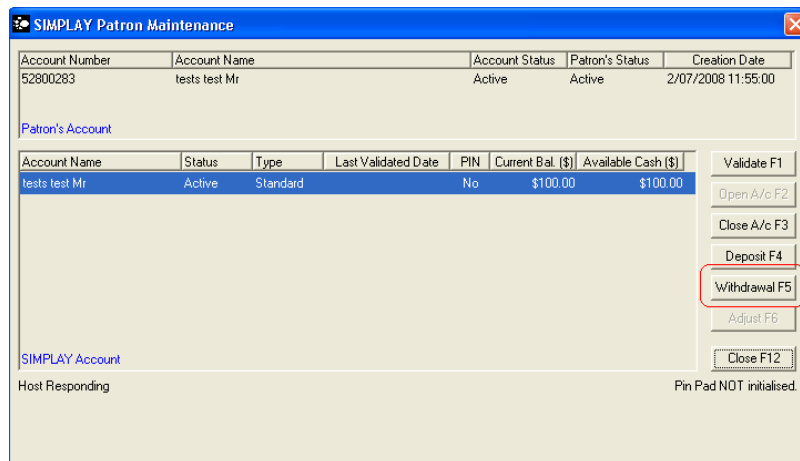 SIMPLAY Patron Maintenance
Account Number Account Name Account Status Patron's Status Creation Date
52800283 tests test Mr Active Active 2/07/2008 11:55:00
Patron's Account
Account Name Status Type Last Validated Date PIN Current Bal. ($) Available Cash ($)
tests test Mr Active Standard No $100.00 $100.00
Validate F1
Open A/c F2
Close A/c F3
Deposit F4
Withdrawal F5
Adjust F6
SIMPLAY Account
Close F12
Host Responding
Pin Pad NOT initialised.